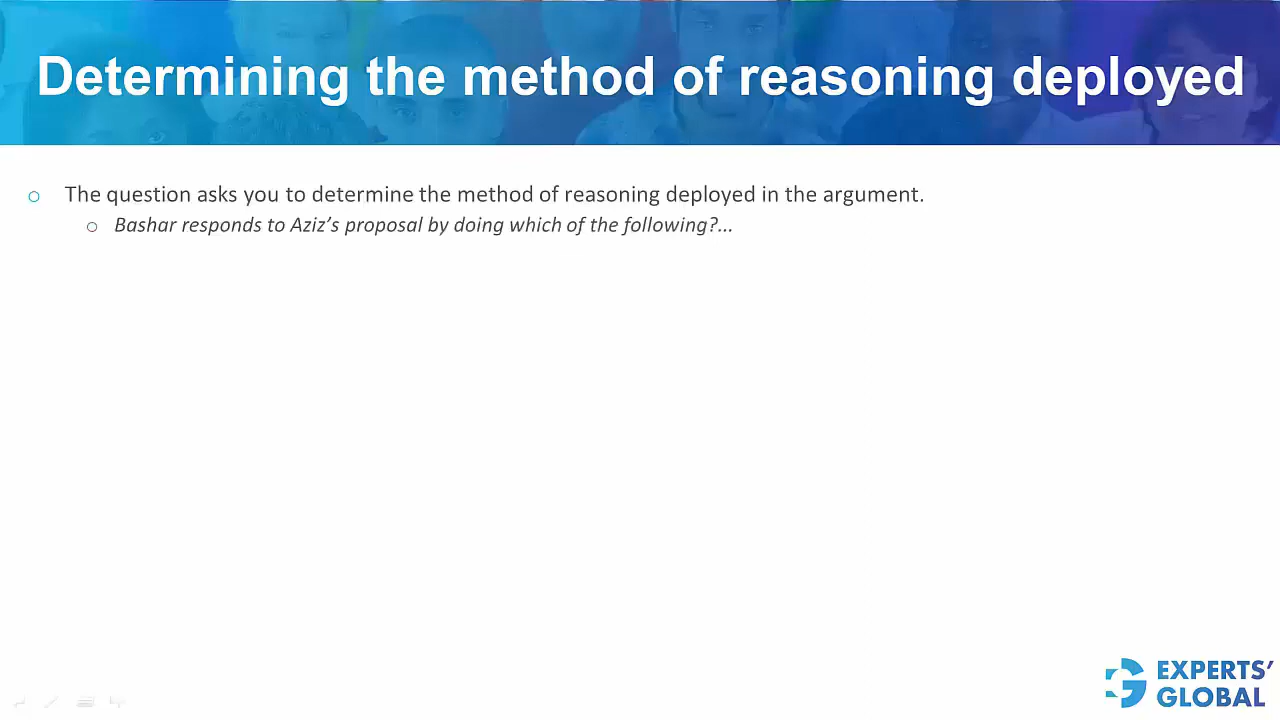 Determining the method of reasoning deployed
The question asks you to determine the method of reasoning deployed in the argument.
Bashar responds to Aziz’s proposal by doing which of the following?...
EXPERTS’
GLOBAL